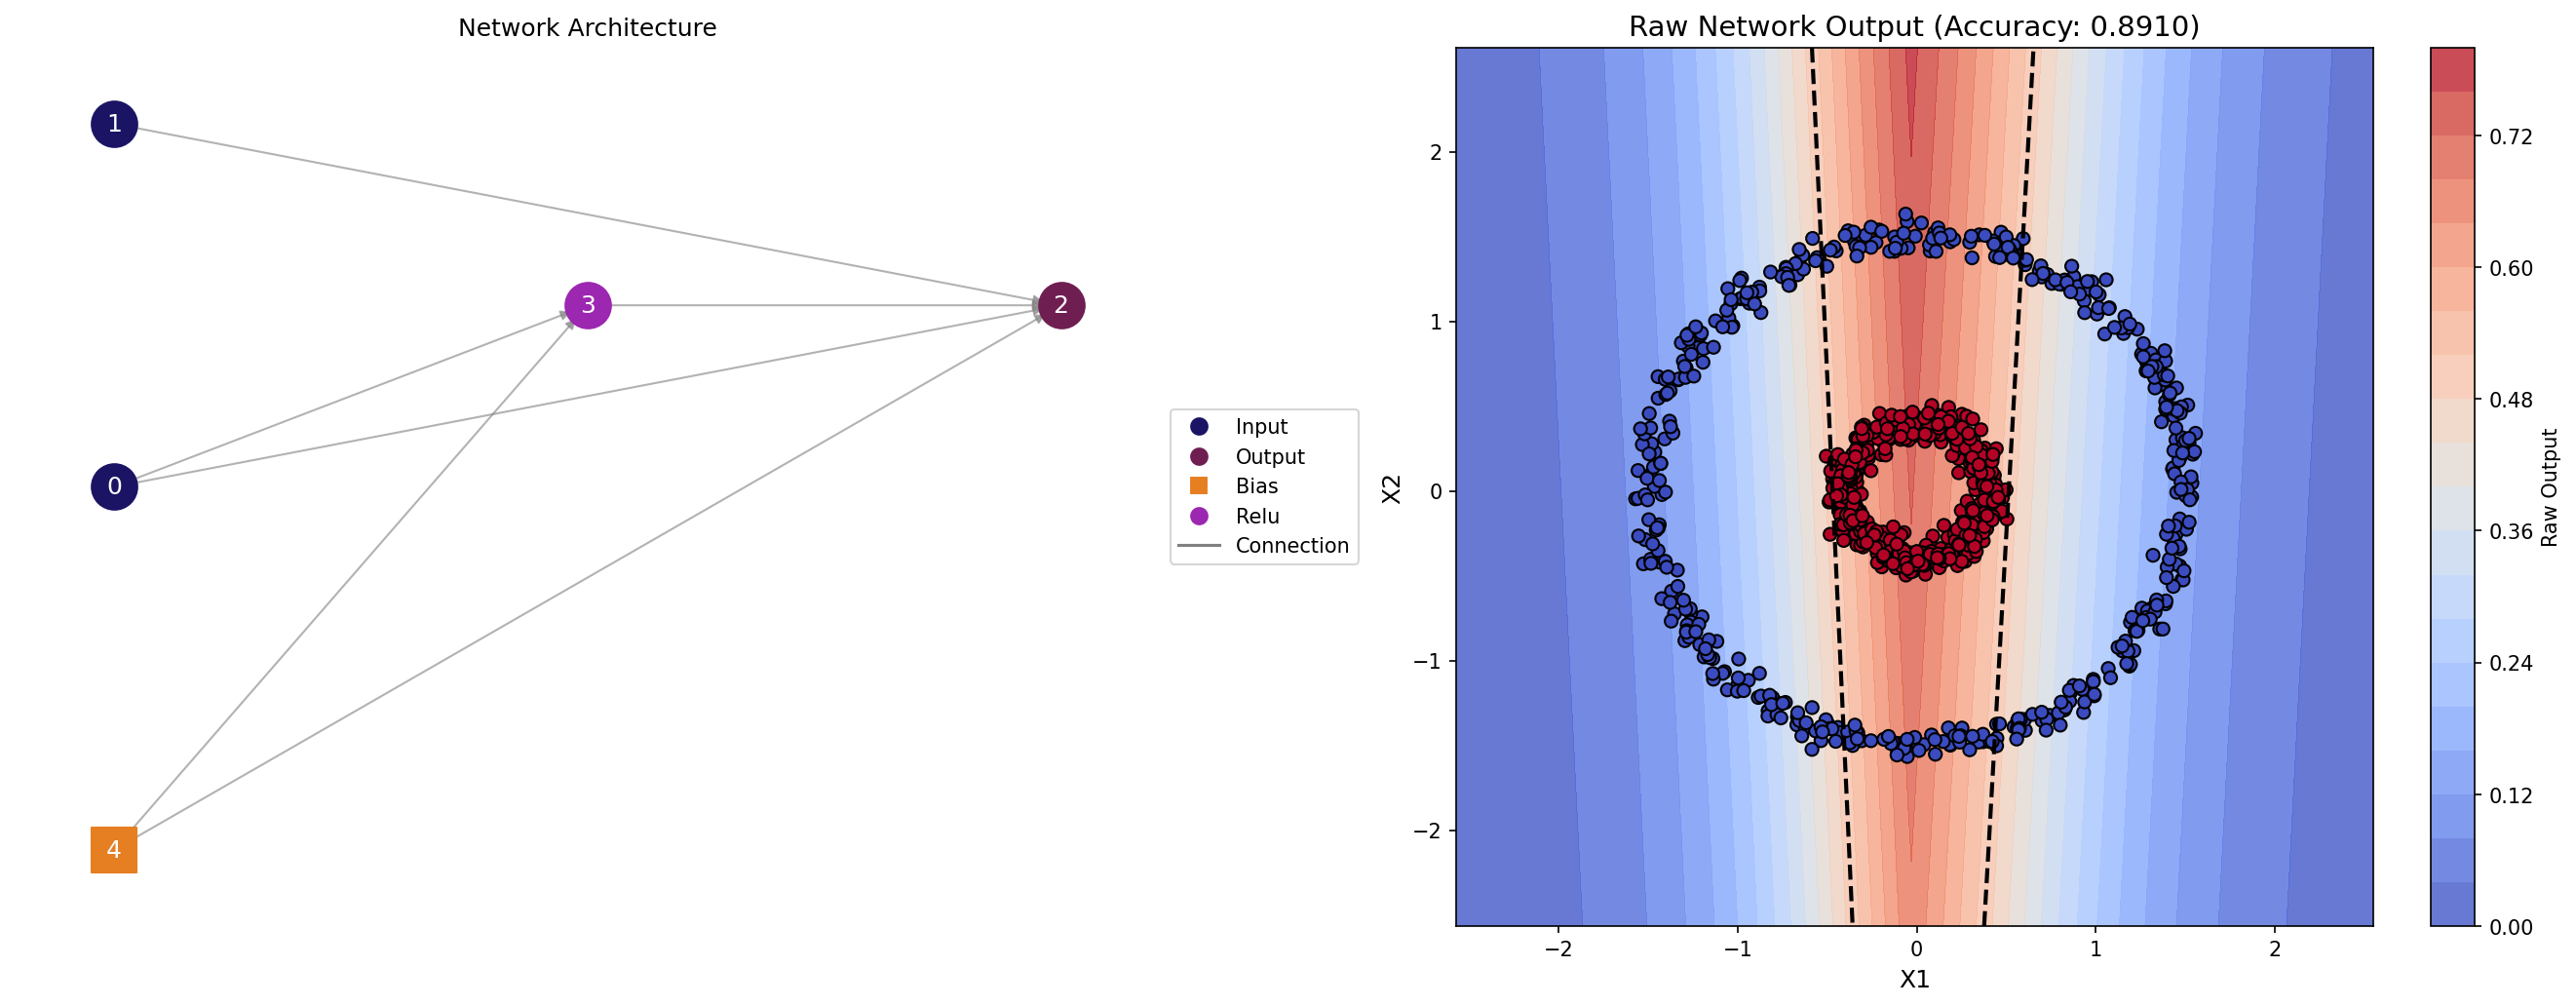 Network Architecture
1
3
2
0
4
Input
Output
Bias
Relu
Connection
Raw Network Output (Accuracy: 0.8910)
X2
2
1
0
−1
−2
−2
−1
0
1
2
X1
0.72
0.60
0.48
0.36
0.24
0.12
0.00
Raw Output